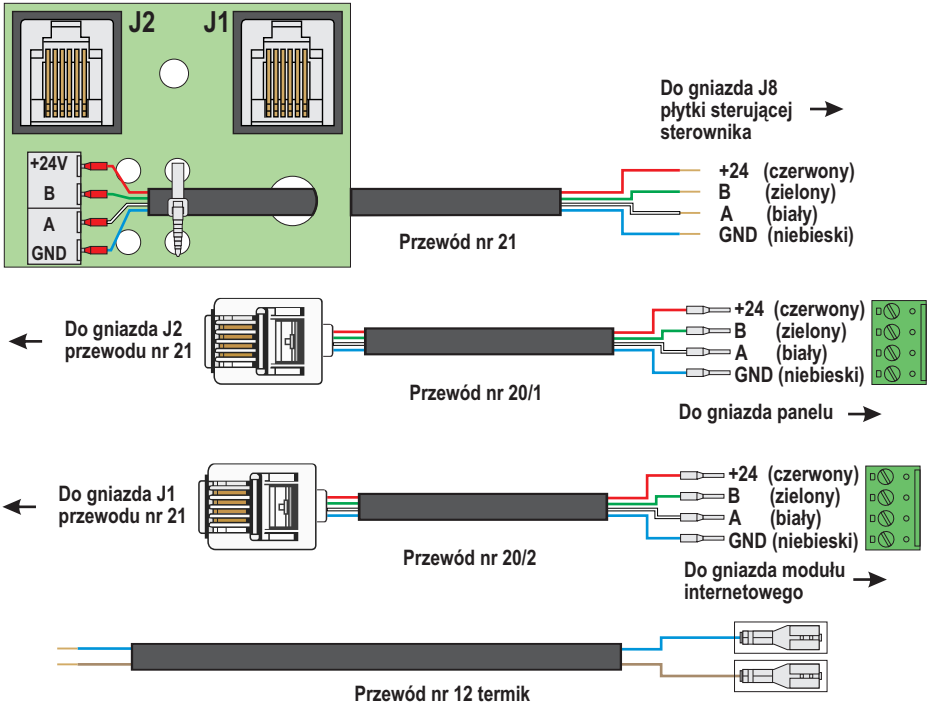 J2
J1
+24V
B
A
GND
Przewód nr 21
Do gniazda J8
płytki sterującej
sterownika
+24 (czerwony)
B (zielony)
A (biały)
GND (niebieski)
Do gniazda J2
przewodu nr 21
Przewód nr 20/1
+24 (czerwony)
B (zielony)
A (biały)
GND (niebieski)
Do gniazda panelu
Do gniazda J1
przewodu nr 21
Przewód nr 20/2
+24 (czerwony)
B (zielony)
A (biały)
GND (niebieski)
Do gniazda modułu
internetowego
Przewód nr 12 termik